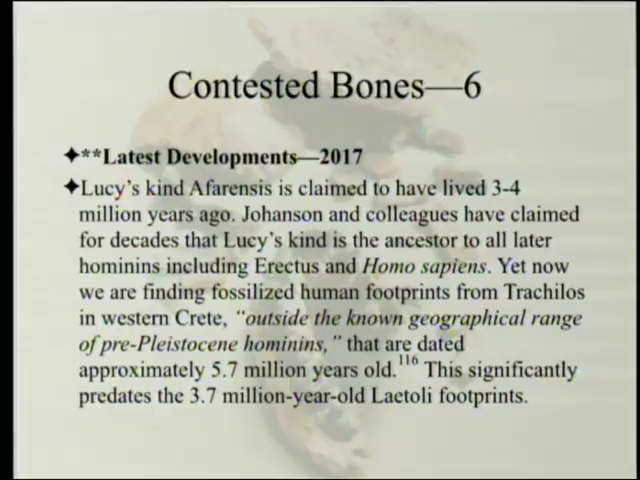 Contested Bones—6
✦**Latest Developments—2017
✦Lucy's kind Afarensis is claimed to have lived 3-4
million years ago. Johanson and colleagues have claimed
for decades that Lucy's kind is the ancestor to all later
hominins including Erectus and Homo sapiens. Yet now
we are finding fossilized human footprints from Trachilos
in western Crete, "outside the known geographical range
of pre-Pleistocene hominins," that are dated
approximately 5.7 million years old.116 This significantly
predates the 3.7 million-year-old Laetoli footprints.